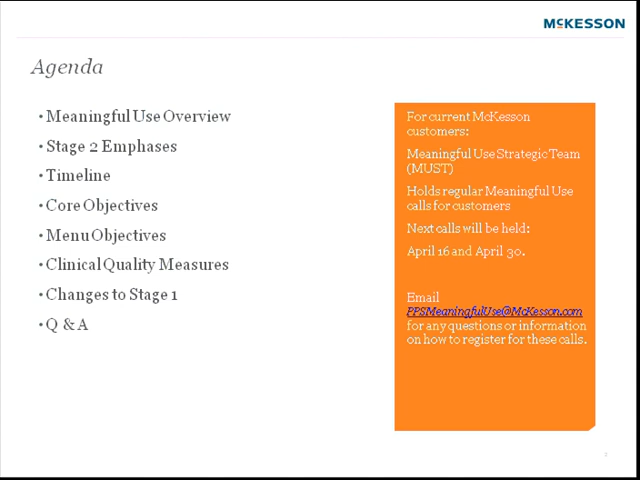 MCKESSON
Agenda
• Meaningful Use Overview
• Stage 2 Emphases
• Timeline
• Core Objectives
• Menu Objectives
• Clinical Quality Measures
• Changes to Stage 1
• Q & A
For current McKesson
customers:
Meaningful Use Strategic Team
(MUST)
Holds regular Meaningful Use
calls for customers
Next calls will be held:
April 16 and April 30.
Email
PPSMeaningfulUse@McKesson.com
for any questions or information
on how to register for these calls.